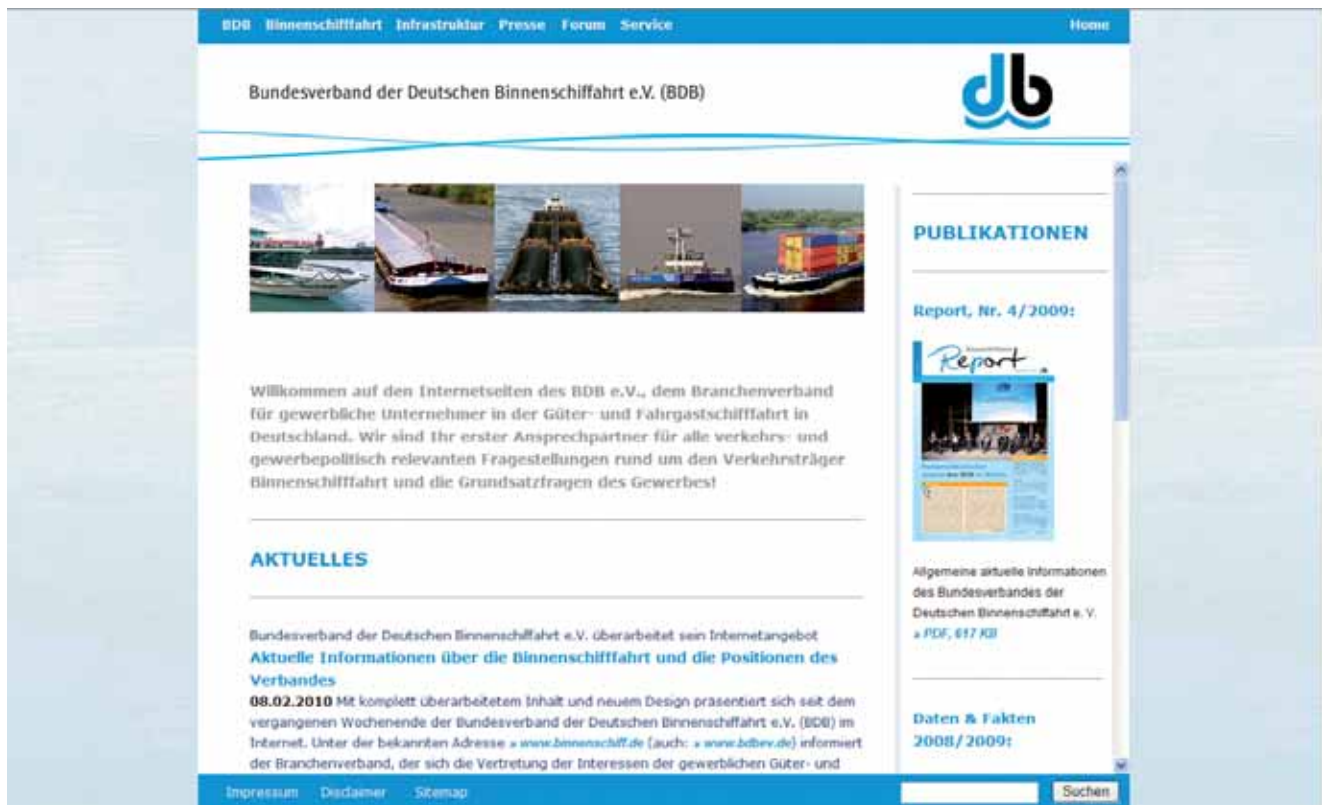 BDB Binnenschifffahrt Infrastruktur Presse Forum Service Home
Bundesverband der Deutschen Binnenschiffahrt e.V. (BDB)
db
Willkommen auf den Internetseiten des BDB e.V., dem Branchenverband
für gewerbliche Unternehmer in der Güter- und Fahrgastschifffahrt in
Deutschland. Wir sind Ihr erster Ansprechpartner für alle verkehrs- und
gewerbepolitisch relevanten Fragestellungen rund um den Verkehrsträger
Binnenschifffahrt und die Grundsatzfragen des Gewerbes!
AKTUELLES
Bundesverband der Deutschen Binnenschiffahrt e.V. überarbeitet sein Internetangebot
Aktuelle Informationen über die Binnenschifffahrt und die Positionen des
Verbandes
08.02.2010 Mit komplett überarbeitetem Inhalt und neuem Design präsentiert sich seit dem
vergangenen Wochenende der Bundesverband der Deutschen Binnenschiffahrt e.V. (BDB) im
Internet. Unter der bekannten Adresse » www.binnenschiff.de (auch: » www.bdbev.de) informiert
der Branchenverband, der sich die Vertretung der Interessen der gewerblichen Güter- und
PUBLIKATIONEN
Report, Nr. 4/2009:
Report
Allgemeine aktuelle Informationen
des Bundesverbandes der
Deutschen Binnenschiffahrt e. V.
» PDF, 617 KB
Daten & Fakten
2008/2009:
Impressum Disclaimer Sitemap Suchen